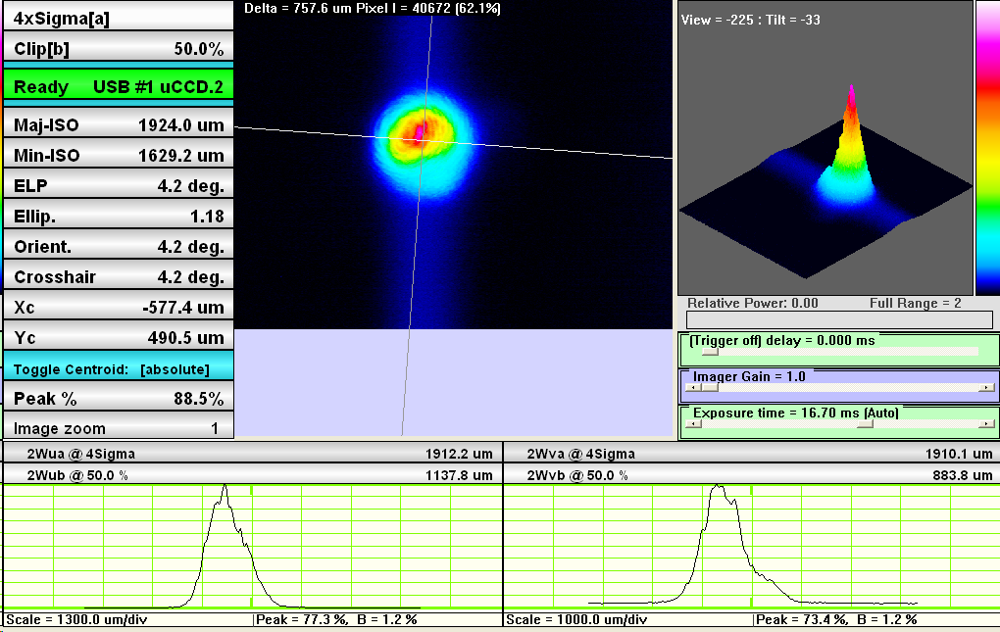 4xSigma[a]
Clip[b] 50.0%
Ready USB #1 uCCD.2
Maj-ISO 1924.0 um
Min-ISO 1629.2 um
ELP 4.2 deg.
Ellip. 1.18
Orient. 4.2 deg.
Crosshair 4.2 deg.
Xc -577.4 um
Yc 490.5 um
Toggle Centroid: [absolute]
Peak % 88.5%
Image zoom 1
Delta = 757.6 um Pixel I = 40672 (62.1%)
View = -225 : Tilt = -33
Relative Power: 0.00 Full Range = 2
(Trigger off) delay = 0.000 ms
Imager Gain = 1.0
Exposure time = 16.70 ms (Auto)
2Wua @ 4Sigma 1912.2 um
2Wub @ 50.0 % 1137.8 um
2Wva @ 4Sigma 1910.1 um
2Wvb @ 50.0 % 883.8 um
Scale = 1300.0 um/div Peak = 77.3 %, B = 1.2 %
Scale = 1000.0 um/div Peak = 73.4 %, B = 1.2 %